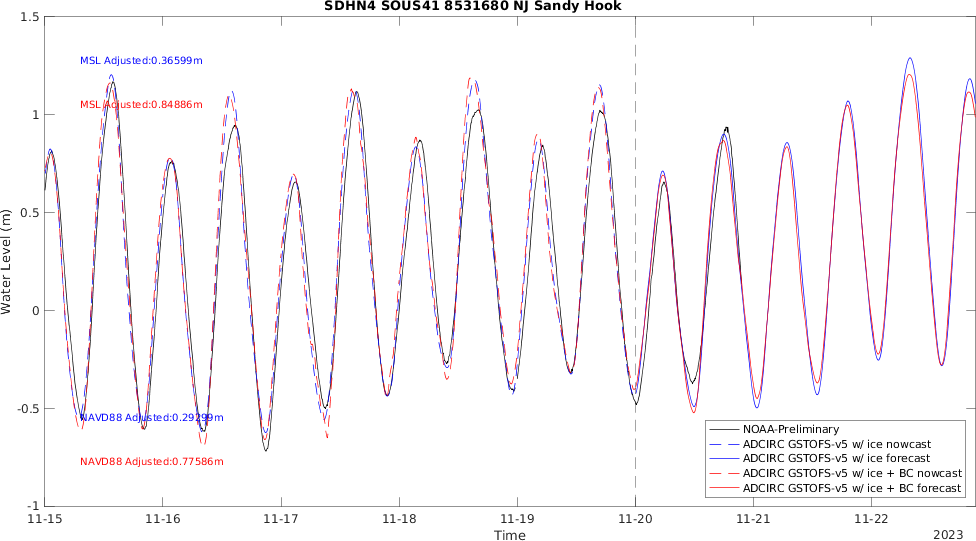 SDHN4 SOUS41 8531680 NJ Sandy Hook
1.5
1
0.5
0
-0.5
-1
Water Level (m)
MSL Adjusted:0.36599m
MSL Adjusted:0.84886m
NAVD88 Adjusted:0.29299m
NAVD88 Adjusted:0.77586m
NOAA-Preliminary
ADCIRC GSTOFS-v5 w/ ice nowcast
ADCIRC GSTOFS-v5 w/ ice forecast
ADCIRC GSTOFS-v5 w/ ice + BC nowcast
ADCIRC GSTOFS-v5 w/ ice + BC forecast
11-15 11-16 11-17 11-18 11-19 11-20 11-21 11-22
Time
2023